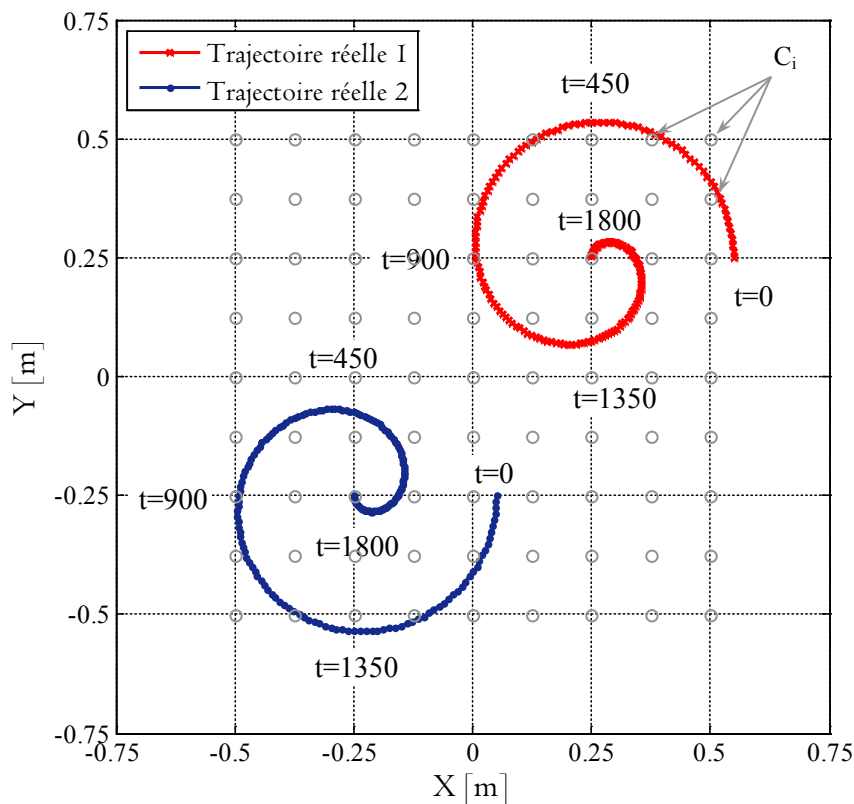 0.75
0.5
0.25
0
-0.25
-0.5
-0.75
Y [m]
Trajectoire réelle 1
Trajectoire réelle 2
C_i
t=450
t=1800
t=900
t=0
t=450
t=1350
t=0
t=900
t=1800
t=1350
-0.75
-0.5
-0.25
0
0.25
0.5
0.75
X [m]